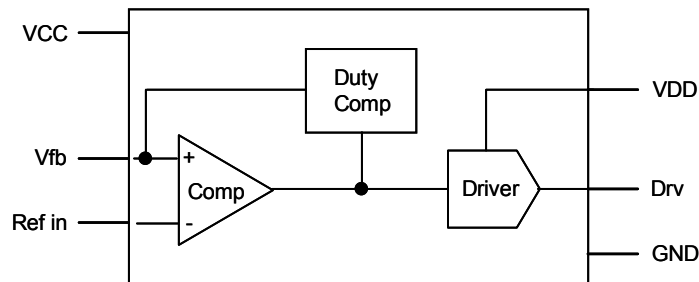 VCC
Duty
Comp
VDD
Vfb
+
Comp
Driver
Drv
Ref in
-
GND